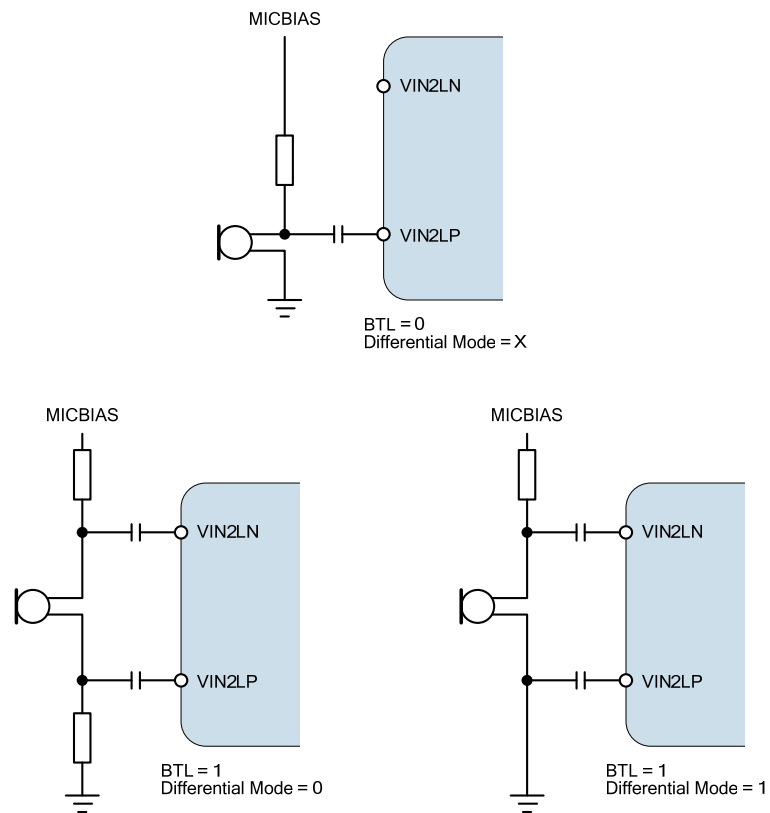 MICBIAS
VIN2LN
VIN2LP
BTL = 0
Differential Mode = X
MICBIAS
VIN2LN
VIN2LP
BTL = 1
Differential Mode = 0
MICBIAS
VIN2LN
VIN2LP
BTL = 1
Differential Mode = 1